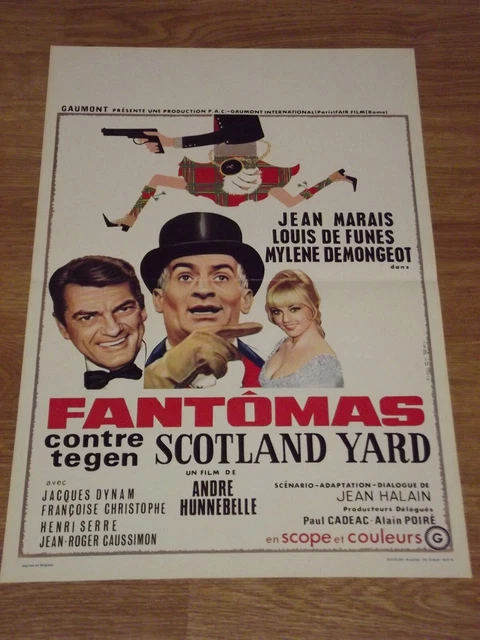 GAUMONT PRÉSENTE UNE PRODUCTION P.A.C-GAUMONT INTERNATIONAL (Paris) FAIR FILM (Rome)
JEAN MARAIS
LOUIS DE FUNES
MYLENE DEMONGEOT
dans
FANTÔMAS
contre
tegen
SCOTLAND YARD
UN FILM DE
ANDRE
HUNNEBELLE
avec
JACQUES DYNAM
FRANÇOISE CHRISTOPHE
HENRI SERRE
JEAN-ROGER CAUSSIMON
SCÉNARIO-ADAPTATION-DIALOGUE DE
JEAN HALAIN
Producteurs Délégués
Paul CADEAC-Alain POIRÉ
en scope et couleurs G